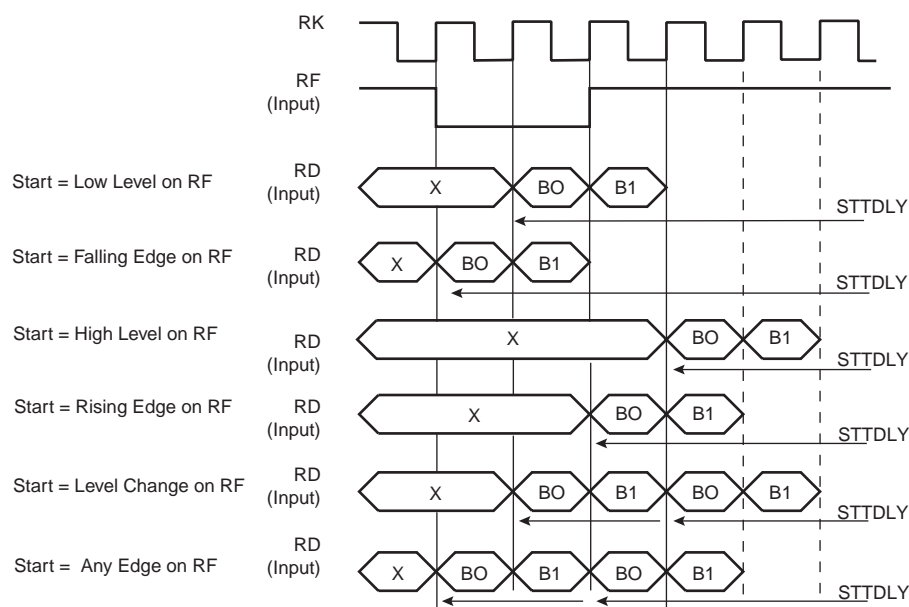 RK
RF
(Input)
Start = Low Level on RF
RD
(Input)
X
BO
B1
STTDLY
Start = Falling Edge on RF
RD
(Input)
X
BO
B1
STTDLY
Start = High Level on RF
RD
(Input)
X
BO
B1
STTDLY
Start = Rising Edge on RF
RD
(Input)
X
BO
B1
STTDLY
Start = Level Change on RF
RD
(Input)
X
BO
B1
BO
B1
STTDLY
Start = Any Edge on RF
RD
(Input)
X
BO
B1
BO
B1
STTDLY